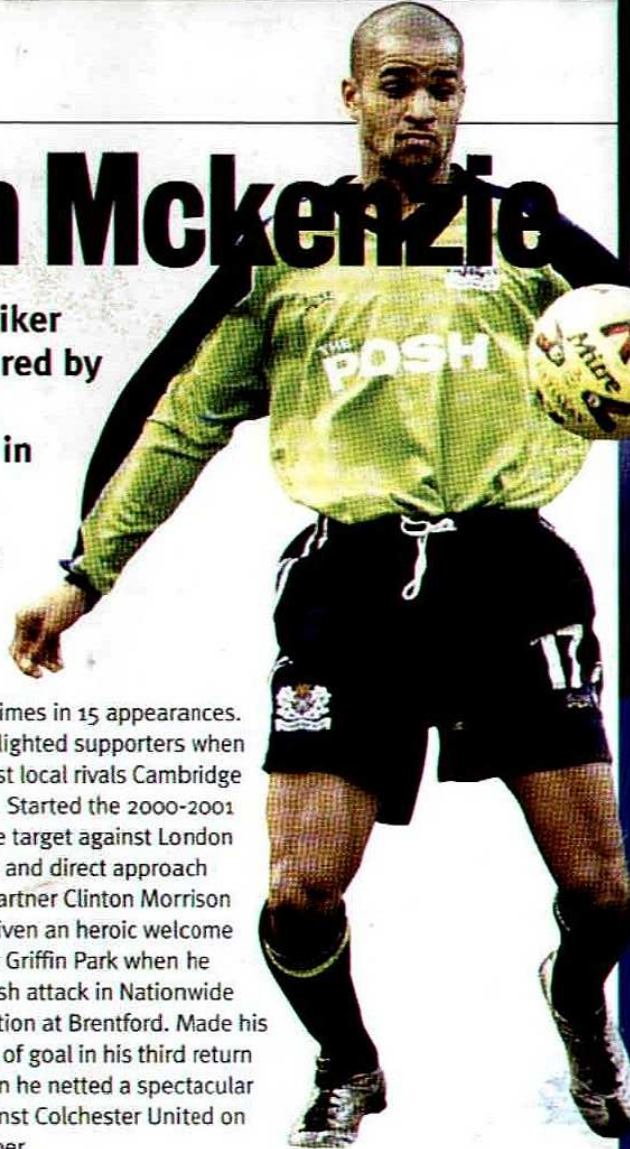 n Mckenzie
iker
red by
in
THE
POSH
Mitre
17
imes in 15 appearances.
lighted supporters when
st local rivals Cambridge
Started the 2000-2001
e target against London
and direct approach
artner Clinton Morrison
iven an heroic welcome
Griffin Park when he
sh attack in Nationwide
tion at Brentford. Made his
of goal in his third return
n he netted a spectacular
nst Colchester United on